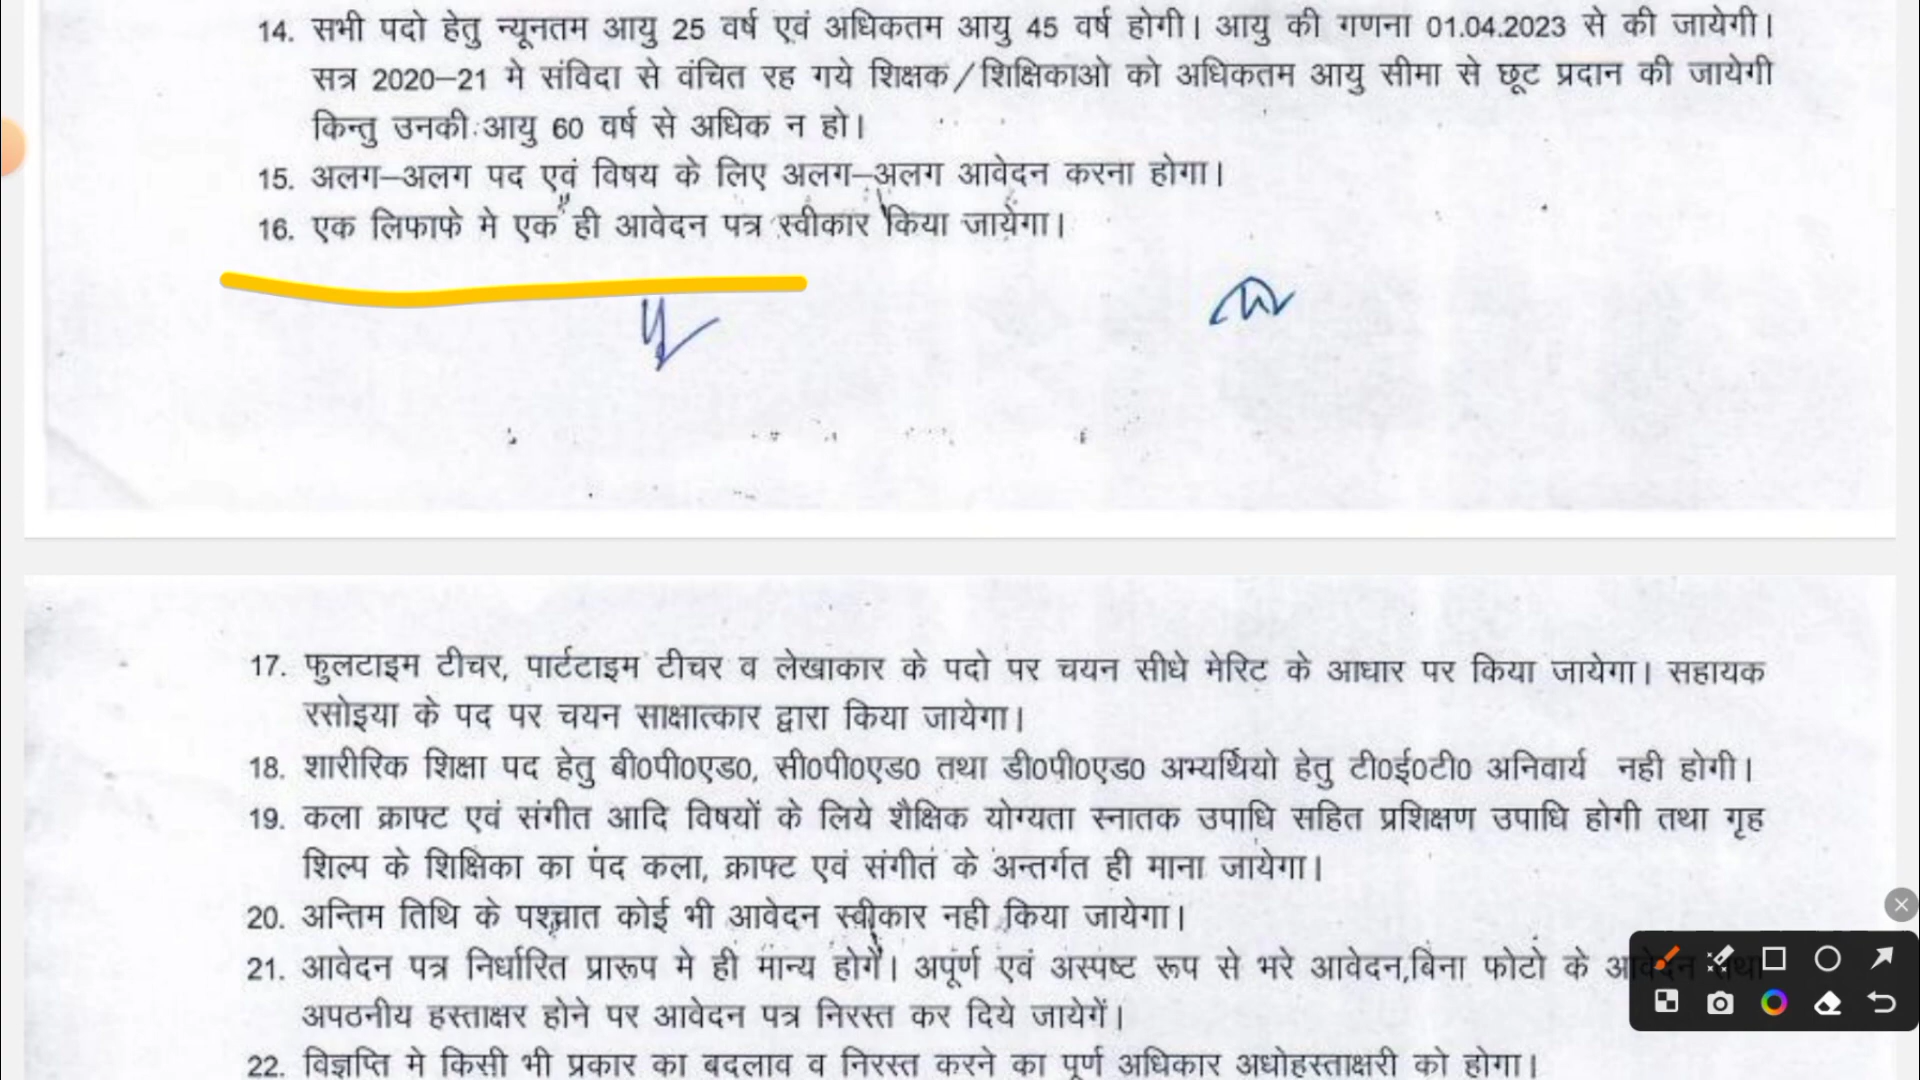 14. सभी पदो हेतु न्यूनतम आयु 25 वर्ष एवं अधिकतम आयु 45 वर्ष होगी। आयु की गणना 01.04.2023 से की जायेगी।
सत्र 2020–21 मे संविदा से वंचित रह गये शिक्षक/शिक्षिकाओ को अधिकतम आयु सीमा से छूट प्रदान की जायेगी
किन्तु उनकी आयु 60 वर्ष से अधिक न हो।
15. अलग–अलग पद एवं विषय के लिए अलग–अलग आवेदन करना होगा।
16. एक लिफाफे मे एक ही आवेदन पत्र स्वीकार किया जायेगा।
17. फुलटाइम टीचर, पार्टटाइम टीचर व लेखाकार के पदो पर चयन सीधे मेरिट के आधार पर किया जायेगा। सहायक
रसोइया के पद पर चयन साक्षात्कार द्वारा किया जायेगा।
18. शारीरिक शिक्षा पद हेतु बी0पी0एड0, सी0पी0एड0 तथा डी0पी0एड0 अभ्यर्थियो हेतु टी0ई0टी0 अनिवार्य नही होगी।
19. कला क्राफ्ट एवं संगीत आदि विषयों के लिये शैक्षिक योग्यता स्नातक उपाधि सहित प्रशिक्षण उपाधि होगी तथा गृह
शिल्प के शिक्षिका का पद कला, क्राफ्ट एवं संगीत के अन्तर्गत ही माना जायेगा।
20. अन्तिम तिथि के पश्चात कोई भी आवेदन स्वीकार नही किया जायेगा।
21. आवेदन पत्र निर्धारित प्रारूप मे ही मान्य होगें। अपूर्ण एवं अस्पष्ट रूप से भरे आवेदन,बिना फोटो के आवेदन तथा
अपठनीय हस्ताक्षर होने पर आवेदन पत्र निरस्त कर दिये जायेगें।
22. विज्ञप्ति मे किसी भी प्रकार का बदलाव व निरस्त करने का पूर्ण अधिकार अधोहस्ताक्षरी को होगा।